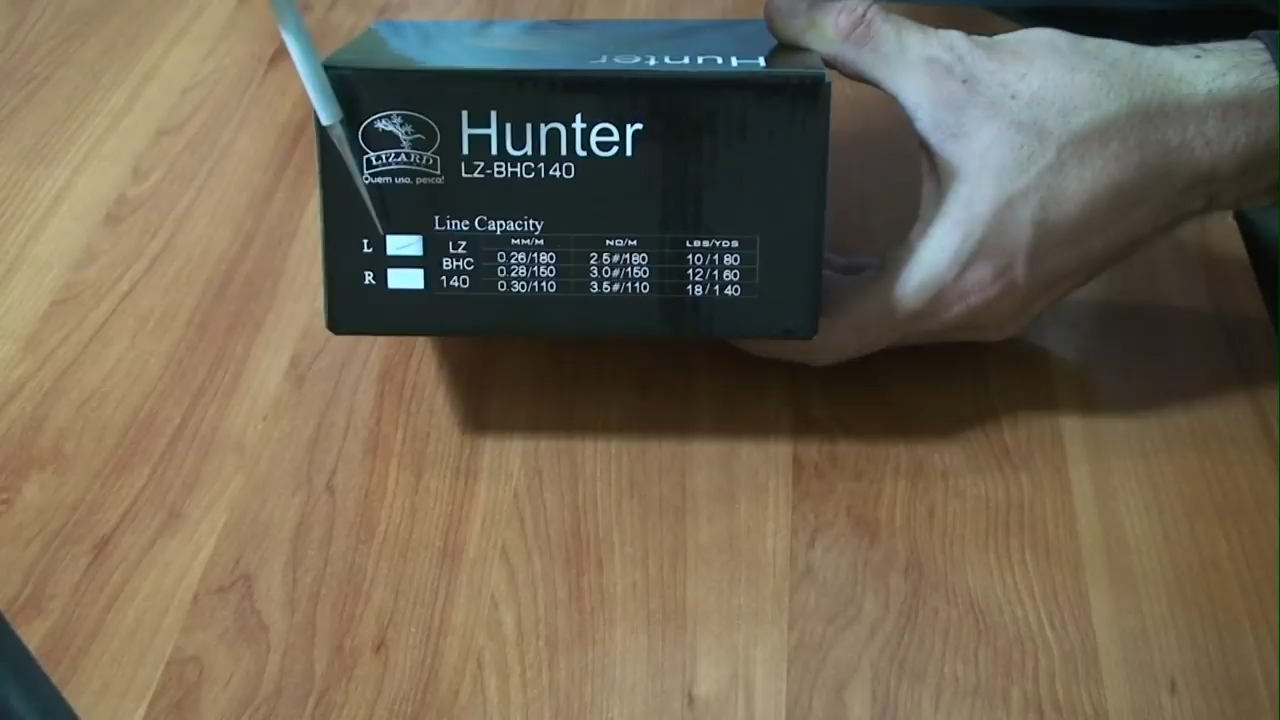 Hunter
LIZARD
Quem usa, pesca!
Hunter
LZ-BHC140
Line Capacity
L
R
LZ
BHC
140
MM/M NO/M LBS/YDS
0.26/180 2.5#/180 10/180
0.28/150 3.0#/150 12/160
0.30/110 3.5#/110 18/140